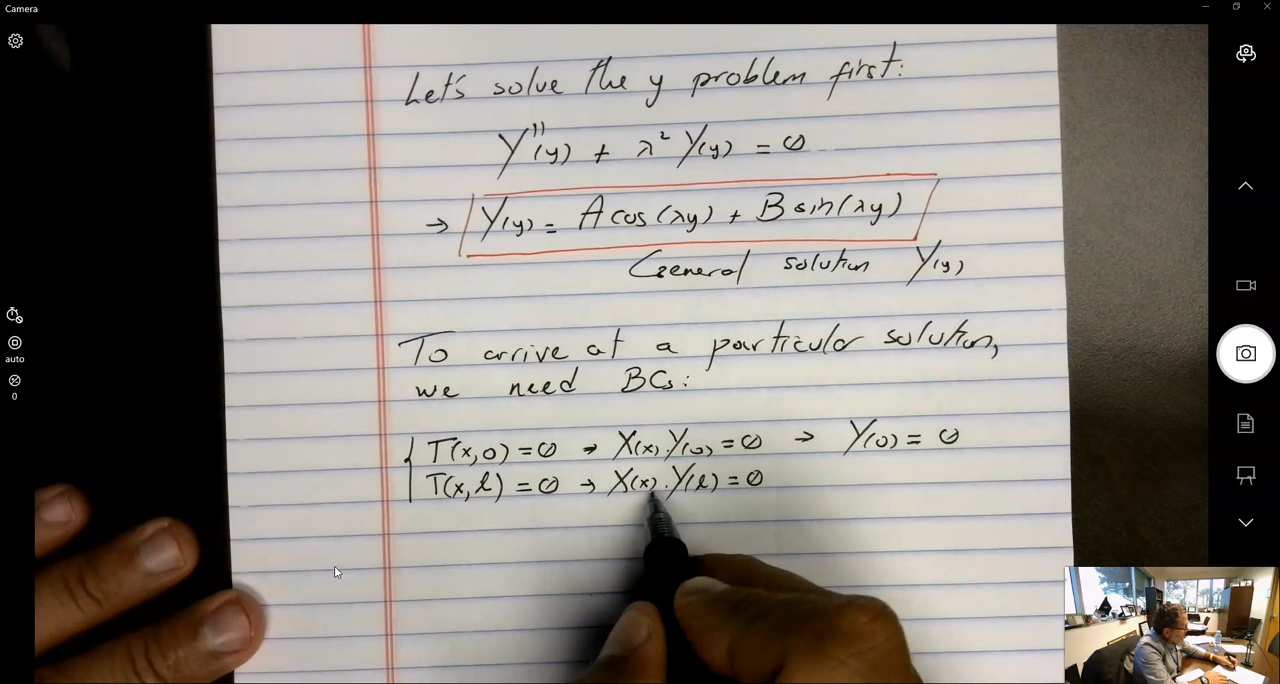 Camera
Let's solve the y problem first:
Y''(y) + λ² Y(y) = 0
→ Y(y) = A cos(λy) + B sin(λy)
General solution Y(y)
To arrive at a particular solution,
we need BCs:
T(x,0) = 0 → X(x).Y(0) = 0 → Y(0) = 0
T(x,l) = 0 → X(x).Y(l) = 0
auto
0